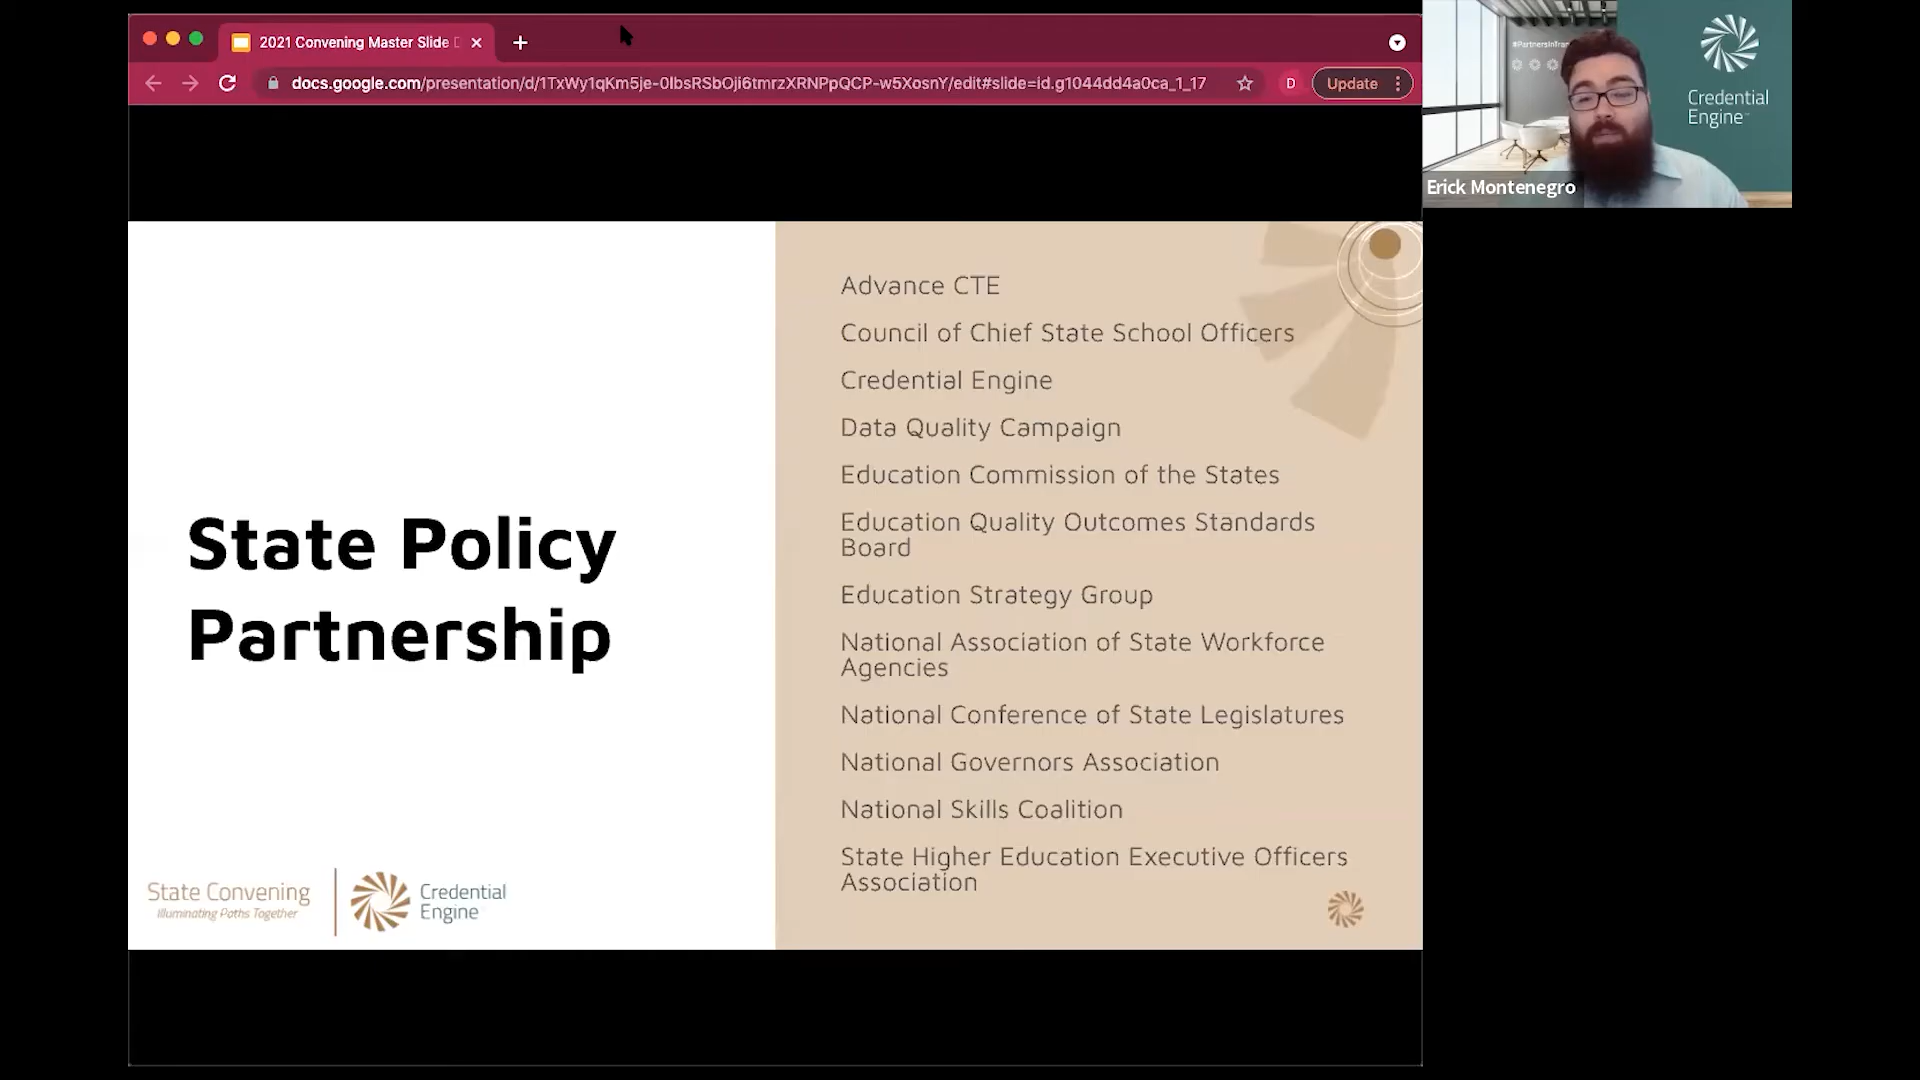 2021 Convening Master Slide
docs.google.com/presentation/d/1TxWy1qKm5je-0lbsRSbOji6tmrzXRNPpQCP-w5XosnY/edit#slide=id.g1044dd4a0ca_1_17
D
Update
#PartnersInTran
Credential
Engine
Erick Montenegro
State Policy
Partnership
Advance CTE
Council of Chief State School Officers
Credential Engine
Data Quality Campaign
Education Commission of the States
Education Quality Outcomes Standards
Board
Education Strategy Group
National Association of State Workforce
Agencies
National Conference of State Legislatures
National Governors Association
National Skills Coalition
State Higher Education Executive Officers
Association
State Convening
Illuminating Paths Together
Credential
Engine